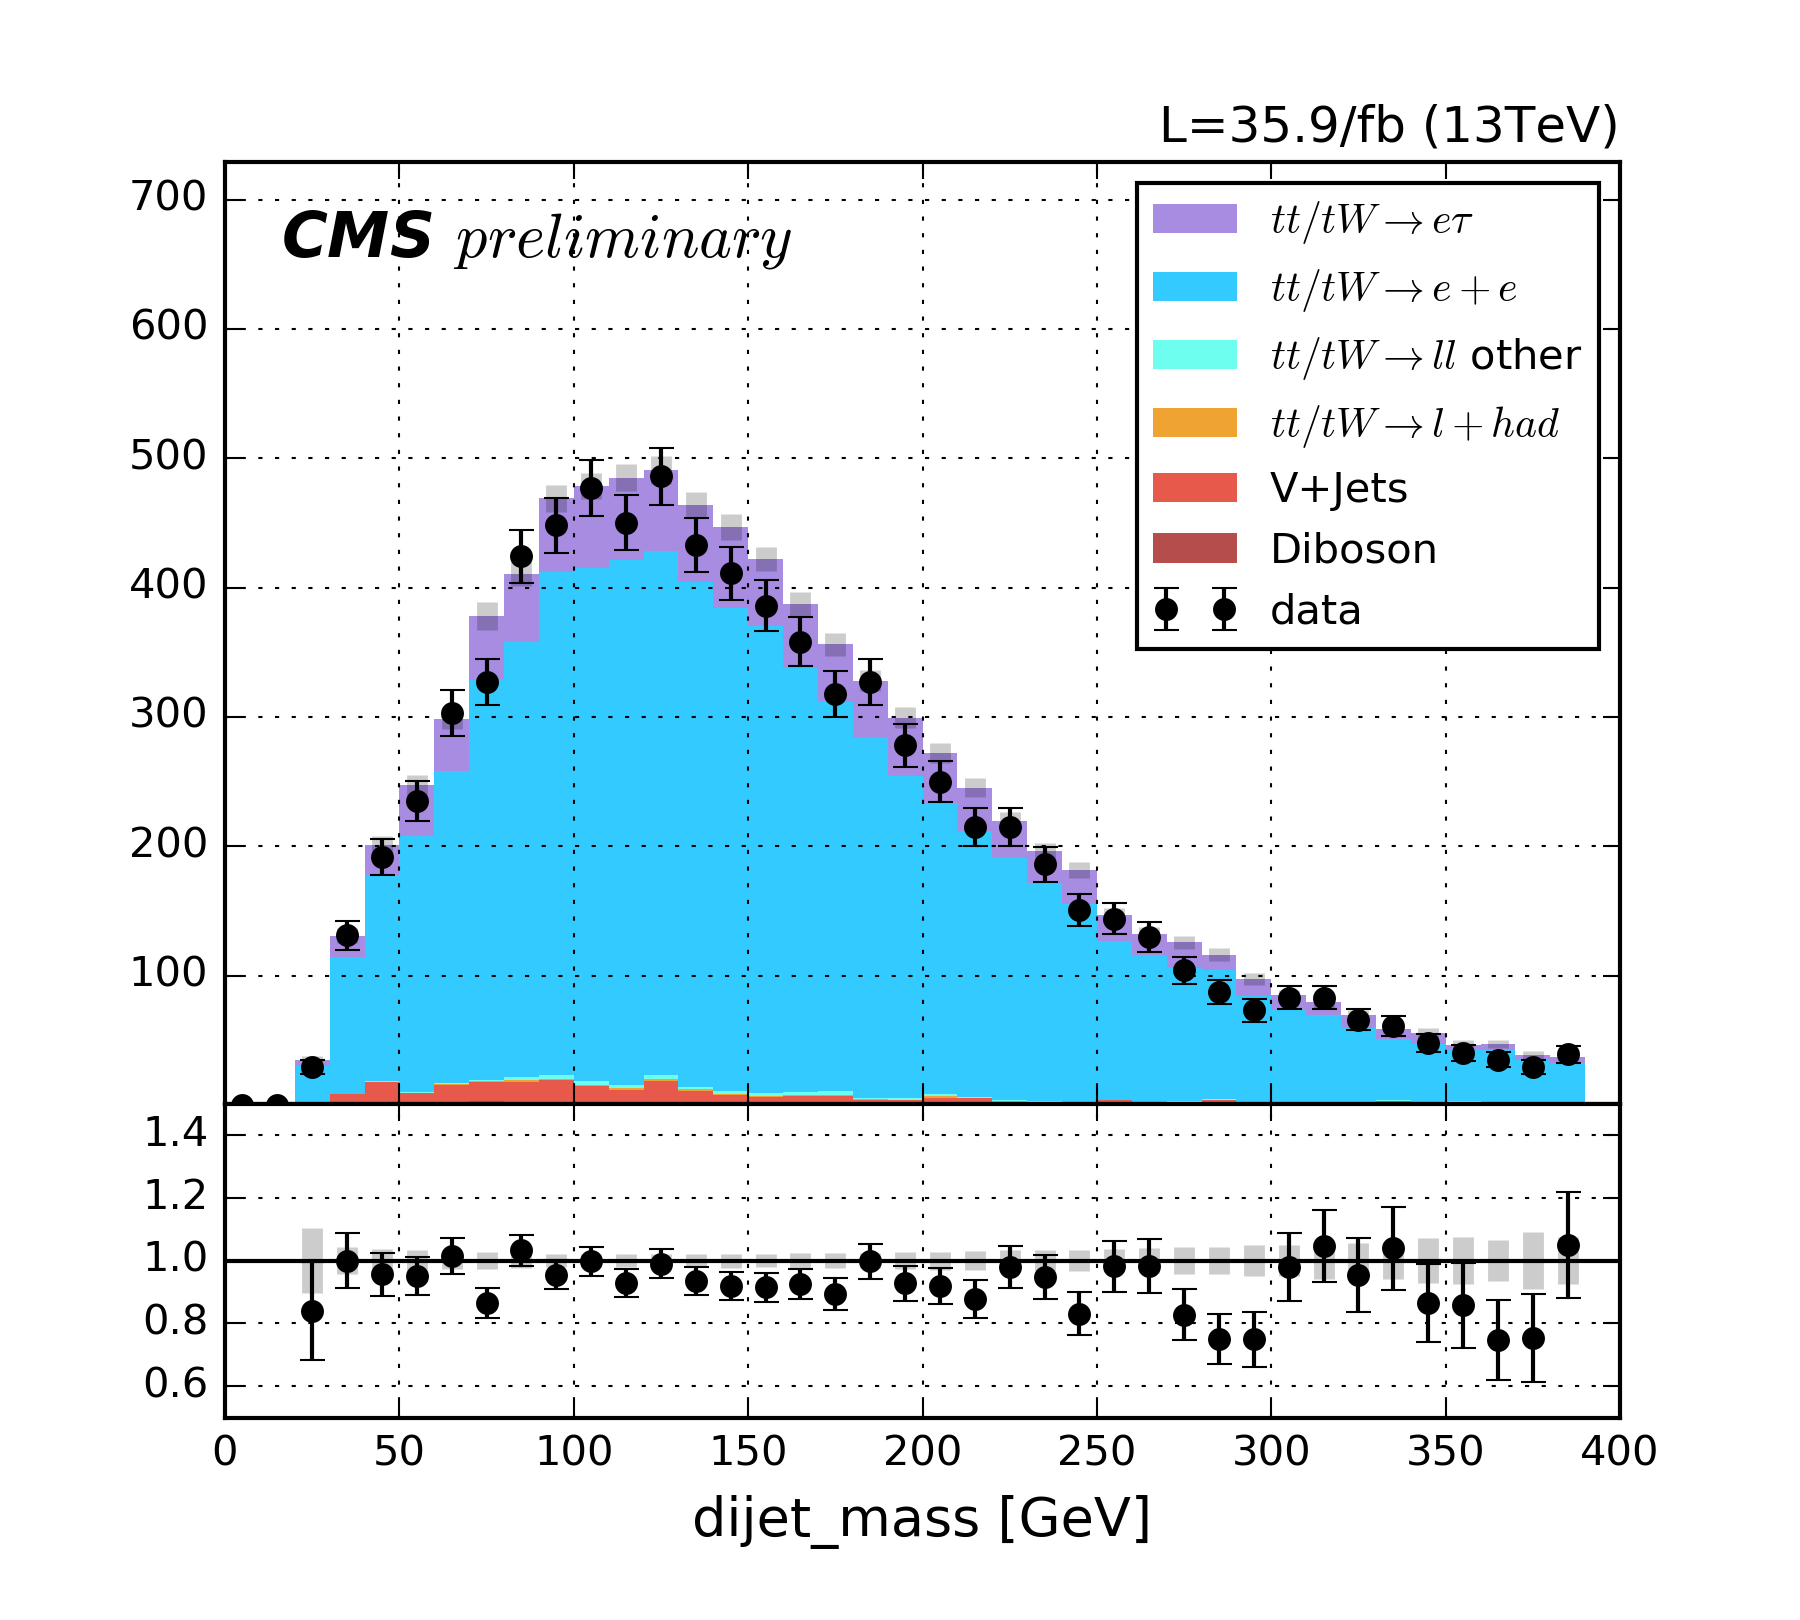 L=35.9/fb (13TeV)
CMS preliminary
700
600
500
400
300
200
100
tt/tW → eτ
tt/tW → e + e
tt/tW → ll other
tt/tW → l + had
V+Jets
Diboson
data
1.4
1.2
1.0
0.8
0.6
0 50 100 150 200 250 300 350 400
dijet_mass [GeV]